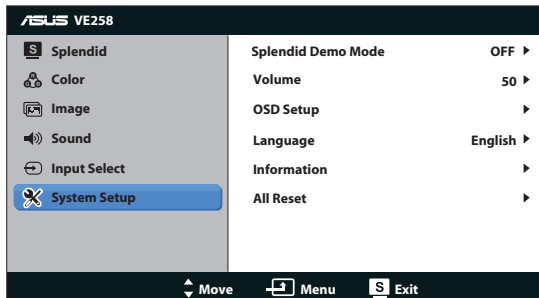 ASUS VE258
S Splendid
Color
Image
Sound
Input Select
System Setup
Splendid Demo Mode OFF
Volume 50
OSD Setup
Language English
Information
All Reset
Move Menu S Exit